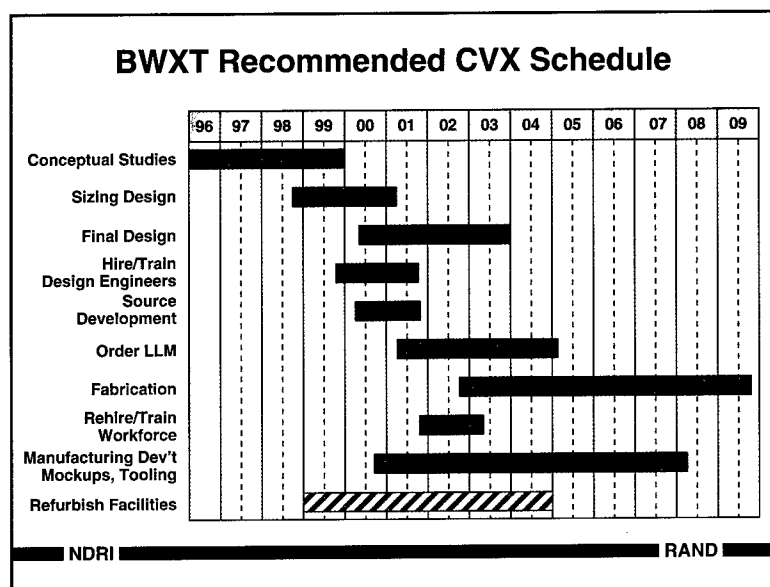 BWXT Recommended CVX Schedule
96 97 98 99 00 01 02 03 04 05 06 07 08 09
Conceptual Studies
Sizing Design
Final Design
Hire/Train
Design Engineers
Source
Development
Order LLM
Fabrication
Rehire/Train
Workforce
Manufacturing Dev't
Mockups, Tooling
Refurbish Facilities
NDRI RAND